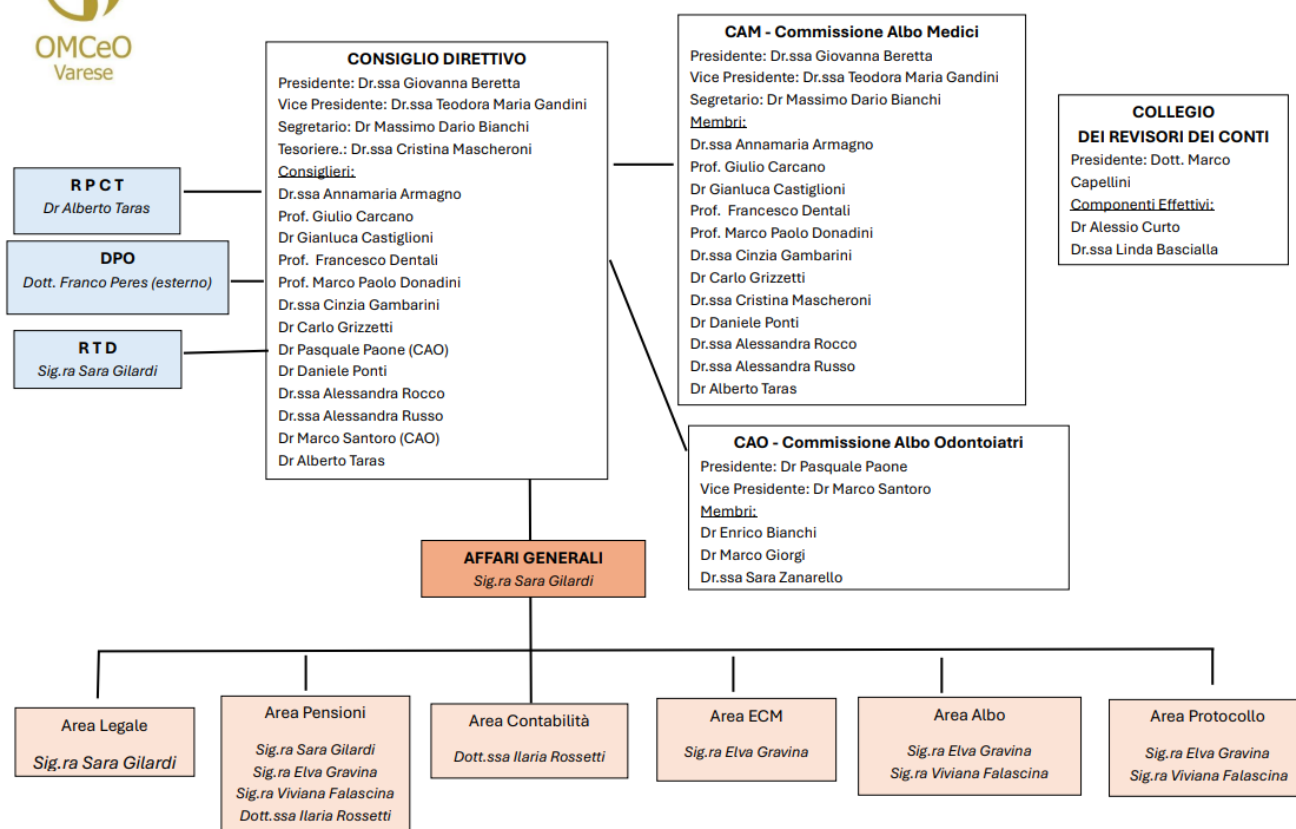 OMCeO
Varese
CONSIGLIO DIRETTIVO
Presidente: Dr.ssa Giovanna Beretta
Vice Presidente: Dr.ssa Teodora Maria Gandini
Segretario: Dr Massimo Dario Bianchi
Tesoriere.: Dr.ssa Cristina Mascheroni
Consiglieri:
Dr.ssa Annamaria Armagno
Prof. Giulio Carcano
Dr Gianluca Castiglioni
Prof.  Francesco Dentali
Prof. Marco Paolo Donadini
Dr.ssa Cinzia Gambarini
Dr Carlo Grizzetti
Dr Pasquale Paone (CAO)
Dr Daniele Ponti
Dr.ssa Alessandra Rocco
Dr.ssa Alessandra Russo
Dr Marco Santoro (CAO)
Dr Alberto Taras
CAM - Commissione Albo Medici
Presidente: Dr.ssa Giovanna Beretta
Vice Presidente: Dr.ssa Teodora Maria Gandini
Segretario: Dr Massimo Dario Bianchi
Membri:
Dr.ssa Annamaria Armagno
Prof. Giulio Carcano
Dr Gianluca Castiglioni
Prof.  Francesco Dentali
Prof. Marco Paolo Donadini
Dr.ssa Cinzia Gambarini
Dr Carlo Grizzetti
Dr.ssa Cristina Mascheroni
Dr Daniele Ponti
Dr.ssa Alessandra Rocco
Dr.ssa Alessandra Russo
Dr Alberto Taras
COLLEGIO
DEI REVISORI DEI CONTI
Presidente: Dott. Marco
Capellini
Componenti Effettivi:
Dr Alessio Curto
Dr.ssa Linda Bascialla
R P C T
Dr Alberto Taras
DPO
Dott. Franco Peres (esterno)
R T D
Sig.ra Sara Gilardi
CAO - Commissione Albo Odontoiatri
Presidente: Dr Pasquale Paone
Vice Presidente: Dr Marco Santoro
Membri:
Dr Enrico Bianchi
Dr Marco Giorgi
Dr.ssa Sara Zanarello
AFFARI GENERALI
Sig.ra Sara Gilardi
Area Legale
Sig.ra Sara Gilardi
Area Pensioni
Sig.ra Sara Gilardi
Sig.ra Elva Gravina
Sig.ra Viviana Falascina
Dott.ssa Ilaria Rossetti
Area Contabilità
Dott.ssa Ilaria Rossetti
Area ECM
Sig.ra Elva Gravina
Area Albo
Sig.ra Elva Gravina
Sig.ra Viviana Falascina
Area Protocollo
Sig.ra Elva Gravina
Sig.ra Viviana Falascina